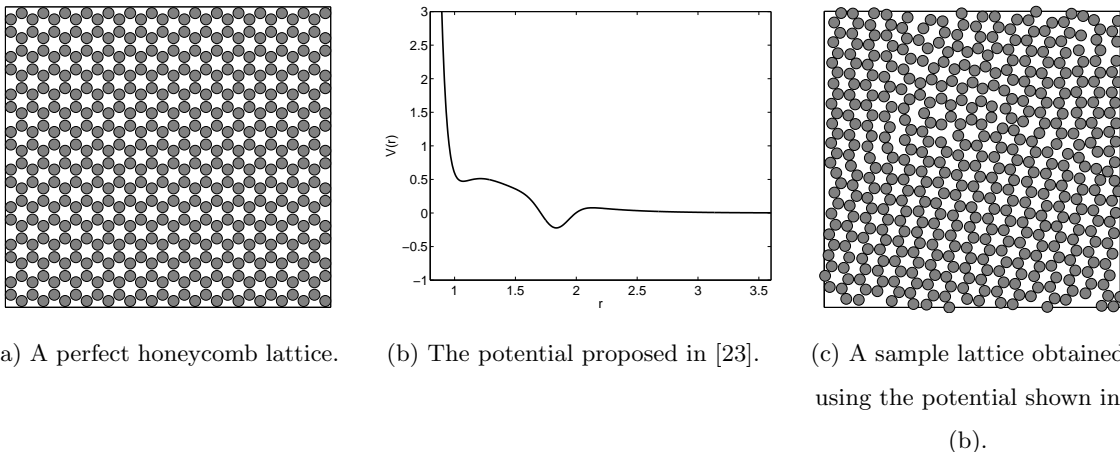 3
2.5
2
1.5
1
0.5
0
−0.5
−1
V(r)
1 1.5 2 2.5 3 3.5
r
a) A perfect honeycomb lattice.
(b) The potential proposed in [23].
(c) A sample lattice obtained
using the potential shown in
(b).